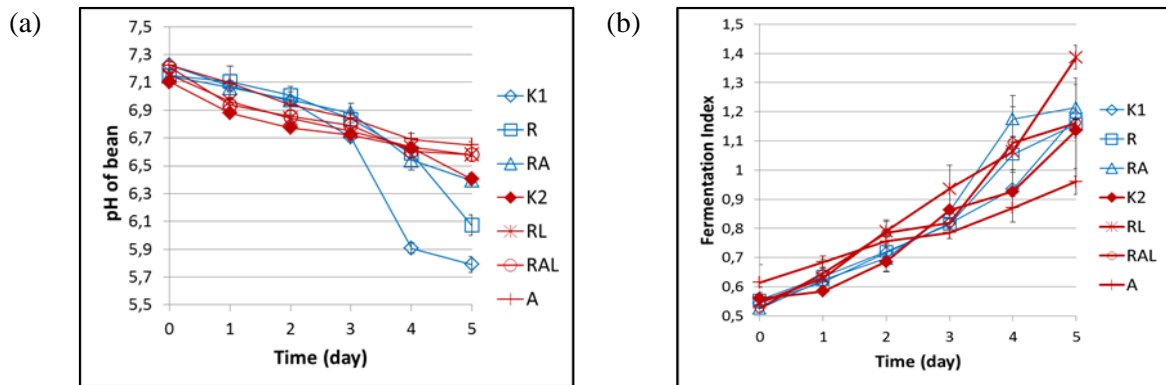 (a)
7,5
7,3
7,1
6,9
6,7
6,5
6,3
6,1
5,9
5,7
5,5
pH of bean
0 1 2 3 4 5
Time (day)
K1
R
RA
K2
RL
RAL
A
(b)
1,5
1,4
1,3
1,2
1,1
1
0,9
0,8
0,7
0,6
0,5
Fermentation Index
0 1 2 3 4 5
Time (day)
K1
R
RA
K2
RL
RAL
A